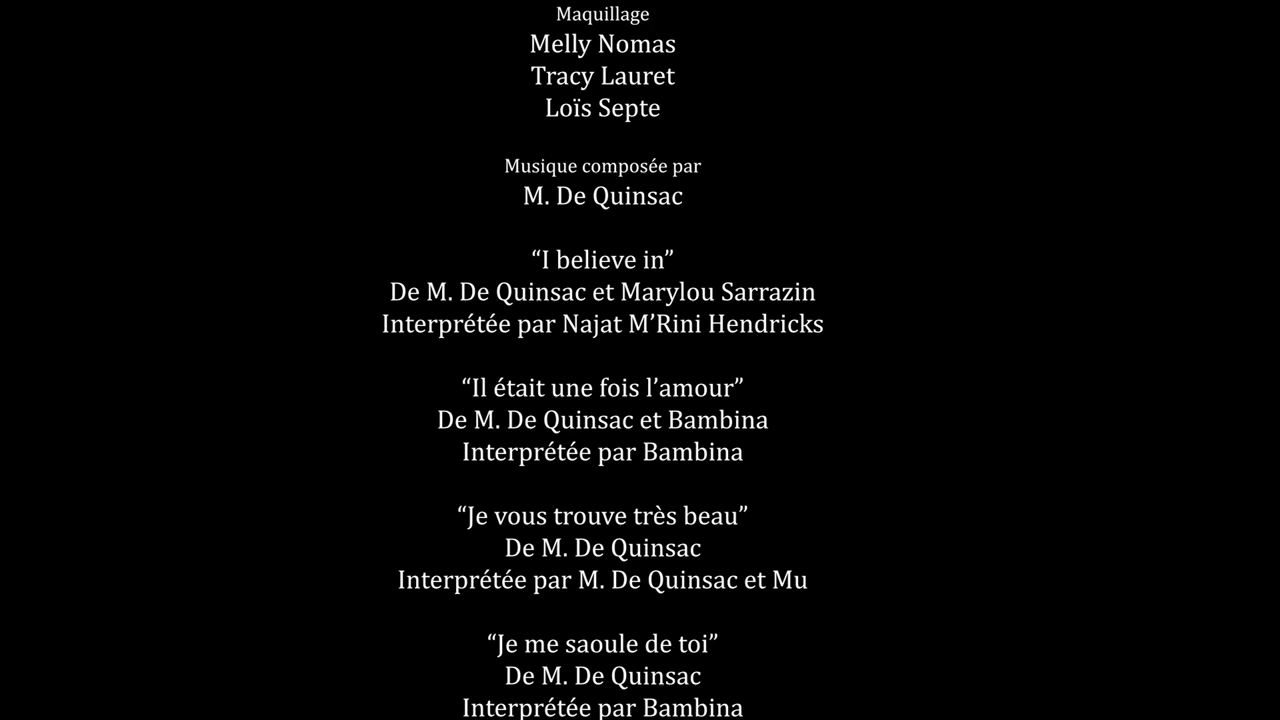 Maquillage
Melly Nomas
Tracy Lauret
Loïs Septe
Musique composée par
M. De Quinsac
“I believe in”
De M. De Quinsac et Marylou Sarrazin
Interprétée par Najat M’Rini Hendricks
“Il était une fois l’amour”
De M. De Quinsac et Bambina
Interprétée par Bambina
“Je vous trouve très beau”
De M. De Quinsac
Interprétée par M. De Quinsac et Mu
“Je me saoule de toi”
De M. De Quinsac
Interprétée par Bambina